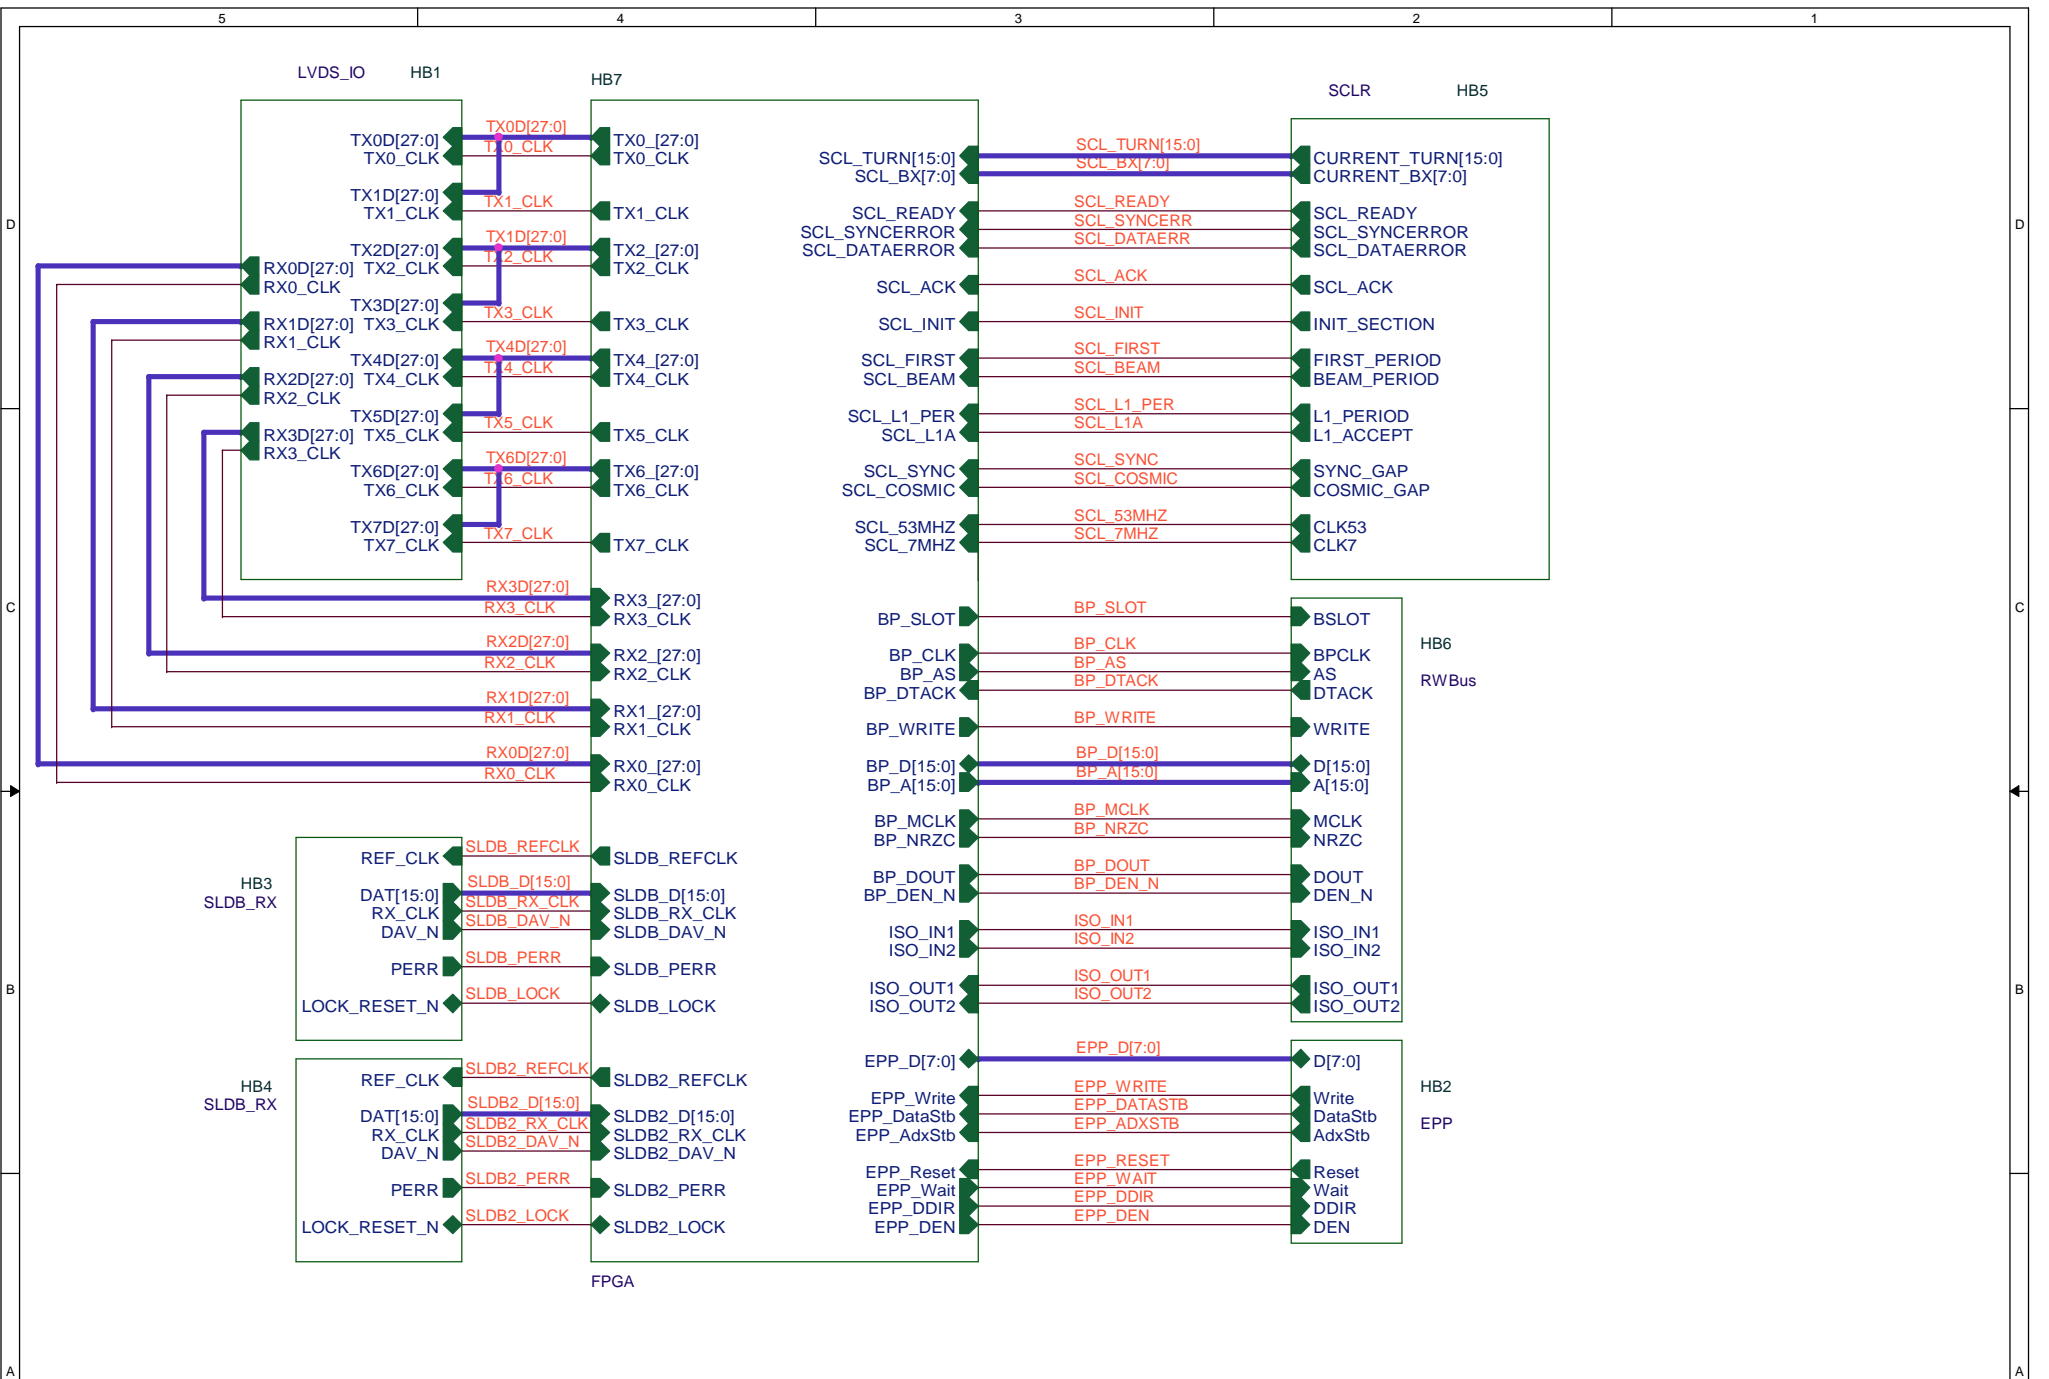 5 4 3 2 1
LVDS_IO HB1
HB7
SCLR HB5
TX0D[27:0] TX0D[27:0] TX0_[27:0]
TX0_CLK TX0_CLK TX0_CLK
TX1D[27:0]
TX1_CLK TX1_CLK TX1_CLK
TX2D[27:0] TX1D[27:0] TX2_[27:0]
TX2_CLK TX2_CLK TX2_CLK
TX3D[27:0]
TX3_CLK TX3_CLK TX3_CLK
TX4D[27:0] TX4D[27:0] TX4_[27:0]
TX4_CLK TX4_CLK TX4_CLK
TX5D[27:0]
TX5_CLK TX5_CLK TX5_CLK
TX6D[27:0] TX6D[27:0] TX6_[27:0]
TX6_CLK TX6_CLK TX6_CLK
TX7D[27:0]
TX7_CLK TX7_CLK TX7_CLK
RX0D[27:0]
RX0_CLK
RX1D[27:0]
RX1_CLK
RX2D[27:0]
RX2_CLK
RX3D[27:0]
RX3_CLK
RX3D[27:0] RX3_[27:0]
RX3_CLK RX3_CLK
RX2D[27:0] RX2_[27:0]
RX2_CLK RX2_CLK
RX1D[27:0] RX1_[27:0]
RX1_CLK RX1_CLK
RX0D[27:0] RX0_[27:0]
RX0_CLK RX0_CLK
HB3
SLDB_RX
REF_CLK SLDB_REFCLK SLDB_REFCLK
DAT[15:0] SLDB_D[15:0] SLDB_D[15:0]
RX_CLK SLDB_RX_CLK SLDB_RX_CLK
DAV_N SLDB_DAV_N SLDB_DAV_N
PERR SLDB_PERR SLDB_PERR
LOCK_RESET_N SLDB_LOCK SLDB_LOCK
HB4
SLDB_RX
REF_CLK SLDB2_REFCLK SLDB2_REFCLK
DAT[15:0] SLDB2_D[15:0] SLDB2_D[15:0]
RX_CLK SLDB2_RX_CLK SLDB2_RX_CLK
DAV_N SLDB2_DAV_N SLDB2_DAV_N
PERR SLDB2_PERR SLDB2_PERR
LOCK_RESET_N SLDB2_LOCK SLDB2_LOCK
FPGA
SCL_TURN[15:0] SCL_TURN[15:0] CURRENT_TURN[15:0]
SCL_BX[7:0] SCL_BX[7:0] CURRENT_BX[7:0]
SCL_READY SCL_READY SCL_READY
SCL_SYNCERROR SCL_SYNCERR SCL_SYNCERROR
SCL_DATAERROR SCL_DATAERR SCL_DATAERROR
SCL_ACK SCL_ACK SCL_ACK
SCL_INIT SCL_INIT INIT_SECTION
SCL_FIRST SCL_FIRST FIRST_PERIOD
SCL_BEAM SCL_BEAM BEAM_PERIOD
SCL_L1_PER SCL_L1_PER L1_PERIOD
SCL_L1A SCL_L1A L1_ACCEPT
SCL_SYNC SCL_SYNC SYNC_GAP
SCL_COSMIC SCL_COSMIC COSMIC_GAP
SCL_53MHZ SCL_53MHZ CLK53
SCL_7MHZ SCL_7MHZ CLK7
HB6
RWBus
BP_SLOT BP_SLOT BSLOT
BP_CLK BP_CLK BPCLK
BP_AS BP_AS AS
BP_DTACK BP_DTACK DTACK
BP_WRITE BP_WRITE WRITE
BP_D[15:0] BP_D[15:0] D[15:0]
BP_A[15:0] BP_A[15:0] A[15:0]
BP_MCLK BP_MCLK MCLK
BP_NRZC BP_NRZC NRZC
BP_DOUT BP_DOUT DOUT
BP_DEN_N BP_DEN_N DEN_N
ISO_IN1 ISO_IN1 ISO_IN1
ISO_IN2 ISO_IN2 ISO_IN2
ISO_OUT1 ISO_OUT1 ISO_OUT1
ISO_OUT2 ISO_OUT2 ISO_OUT2
HB2
EPP
EPP_D[7:0] EPP_D[7:0] D[7:0]
EPP_Write EPP_WRITE Write
EPP_DataStb EPP_DATASTB DataStb
EPP_AdxStb EPP_ADXSTB AdxStb
EPP_Reset EPP_RESET Reset
EPP_Wait EPP_WAIT Wait
EPP_DDIR EPP_DDIR DDIR
EPP_DEN EPP_DEN DEN
D D
C C
B B
A A